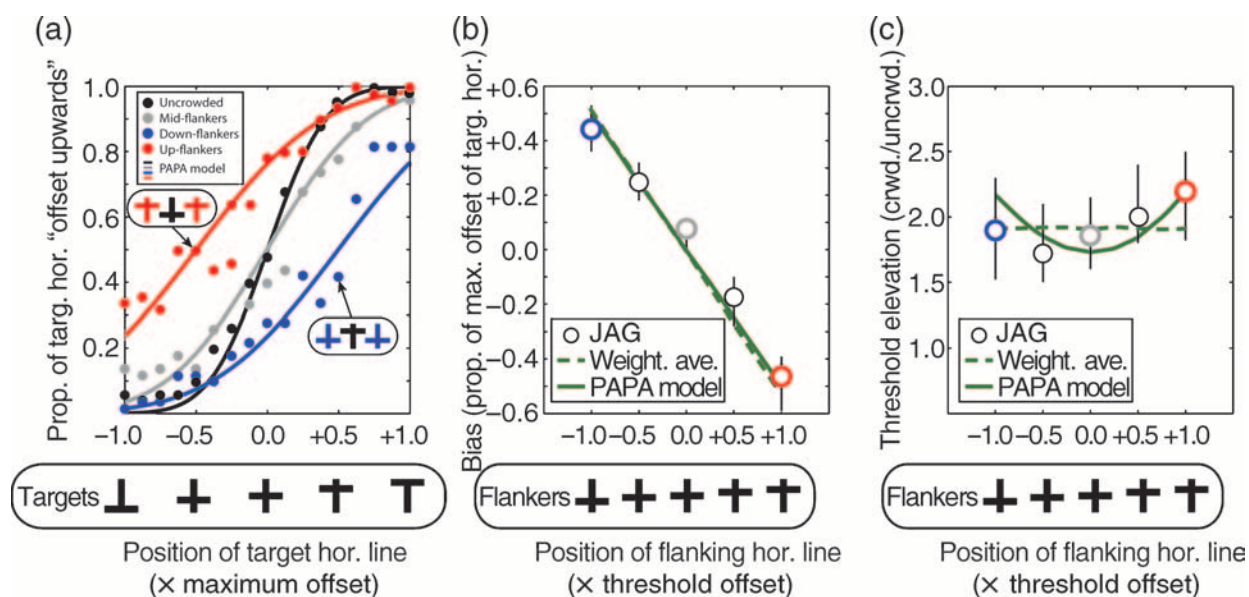 (a)
Prop. of targ. hor. “offset upwards”
1.0
0.8
0.6
0.4
0.2
Uncrowded
Mid-flankers
Down-flankers
Up-flankers
PAPA model
−1.0 −0.5 0.0 +0.5 +1.0
Targets
Position of target hor. line
(× maximum offset)
(b)
Bias (prop. of max. offset of targ. hor.)
+0.6
+0.4
+0.2
0.0
−0.2
−0.4
−0.6
JAG
Weight. ave.
PAPA model
−1.0 −0.5 0.0 +0.5 +1.0
Flankers
Position of flanking hor. line
(× threshold offset)
(c)
Threshold elevation (crwd./uncrwd.)
3.0
2.5
2.0
1.5
1.0
JAG
Weight. ave.
PAPA model
−1.0 −0.5 0.0 +0.5 +1.0
Flankers
Position of flanking hor. line
(× threshold offset)